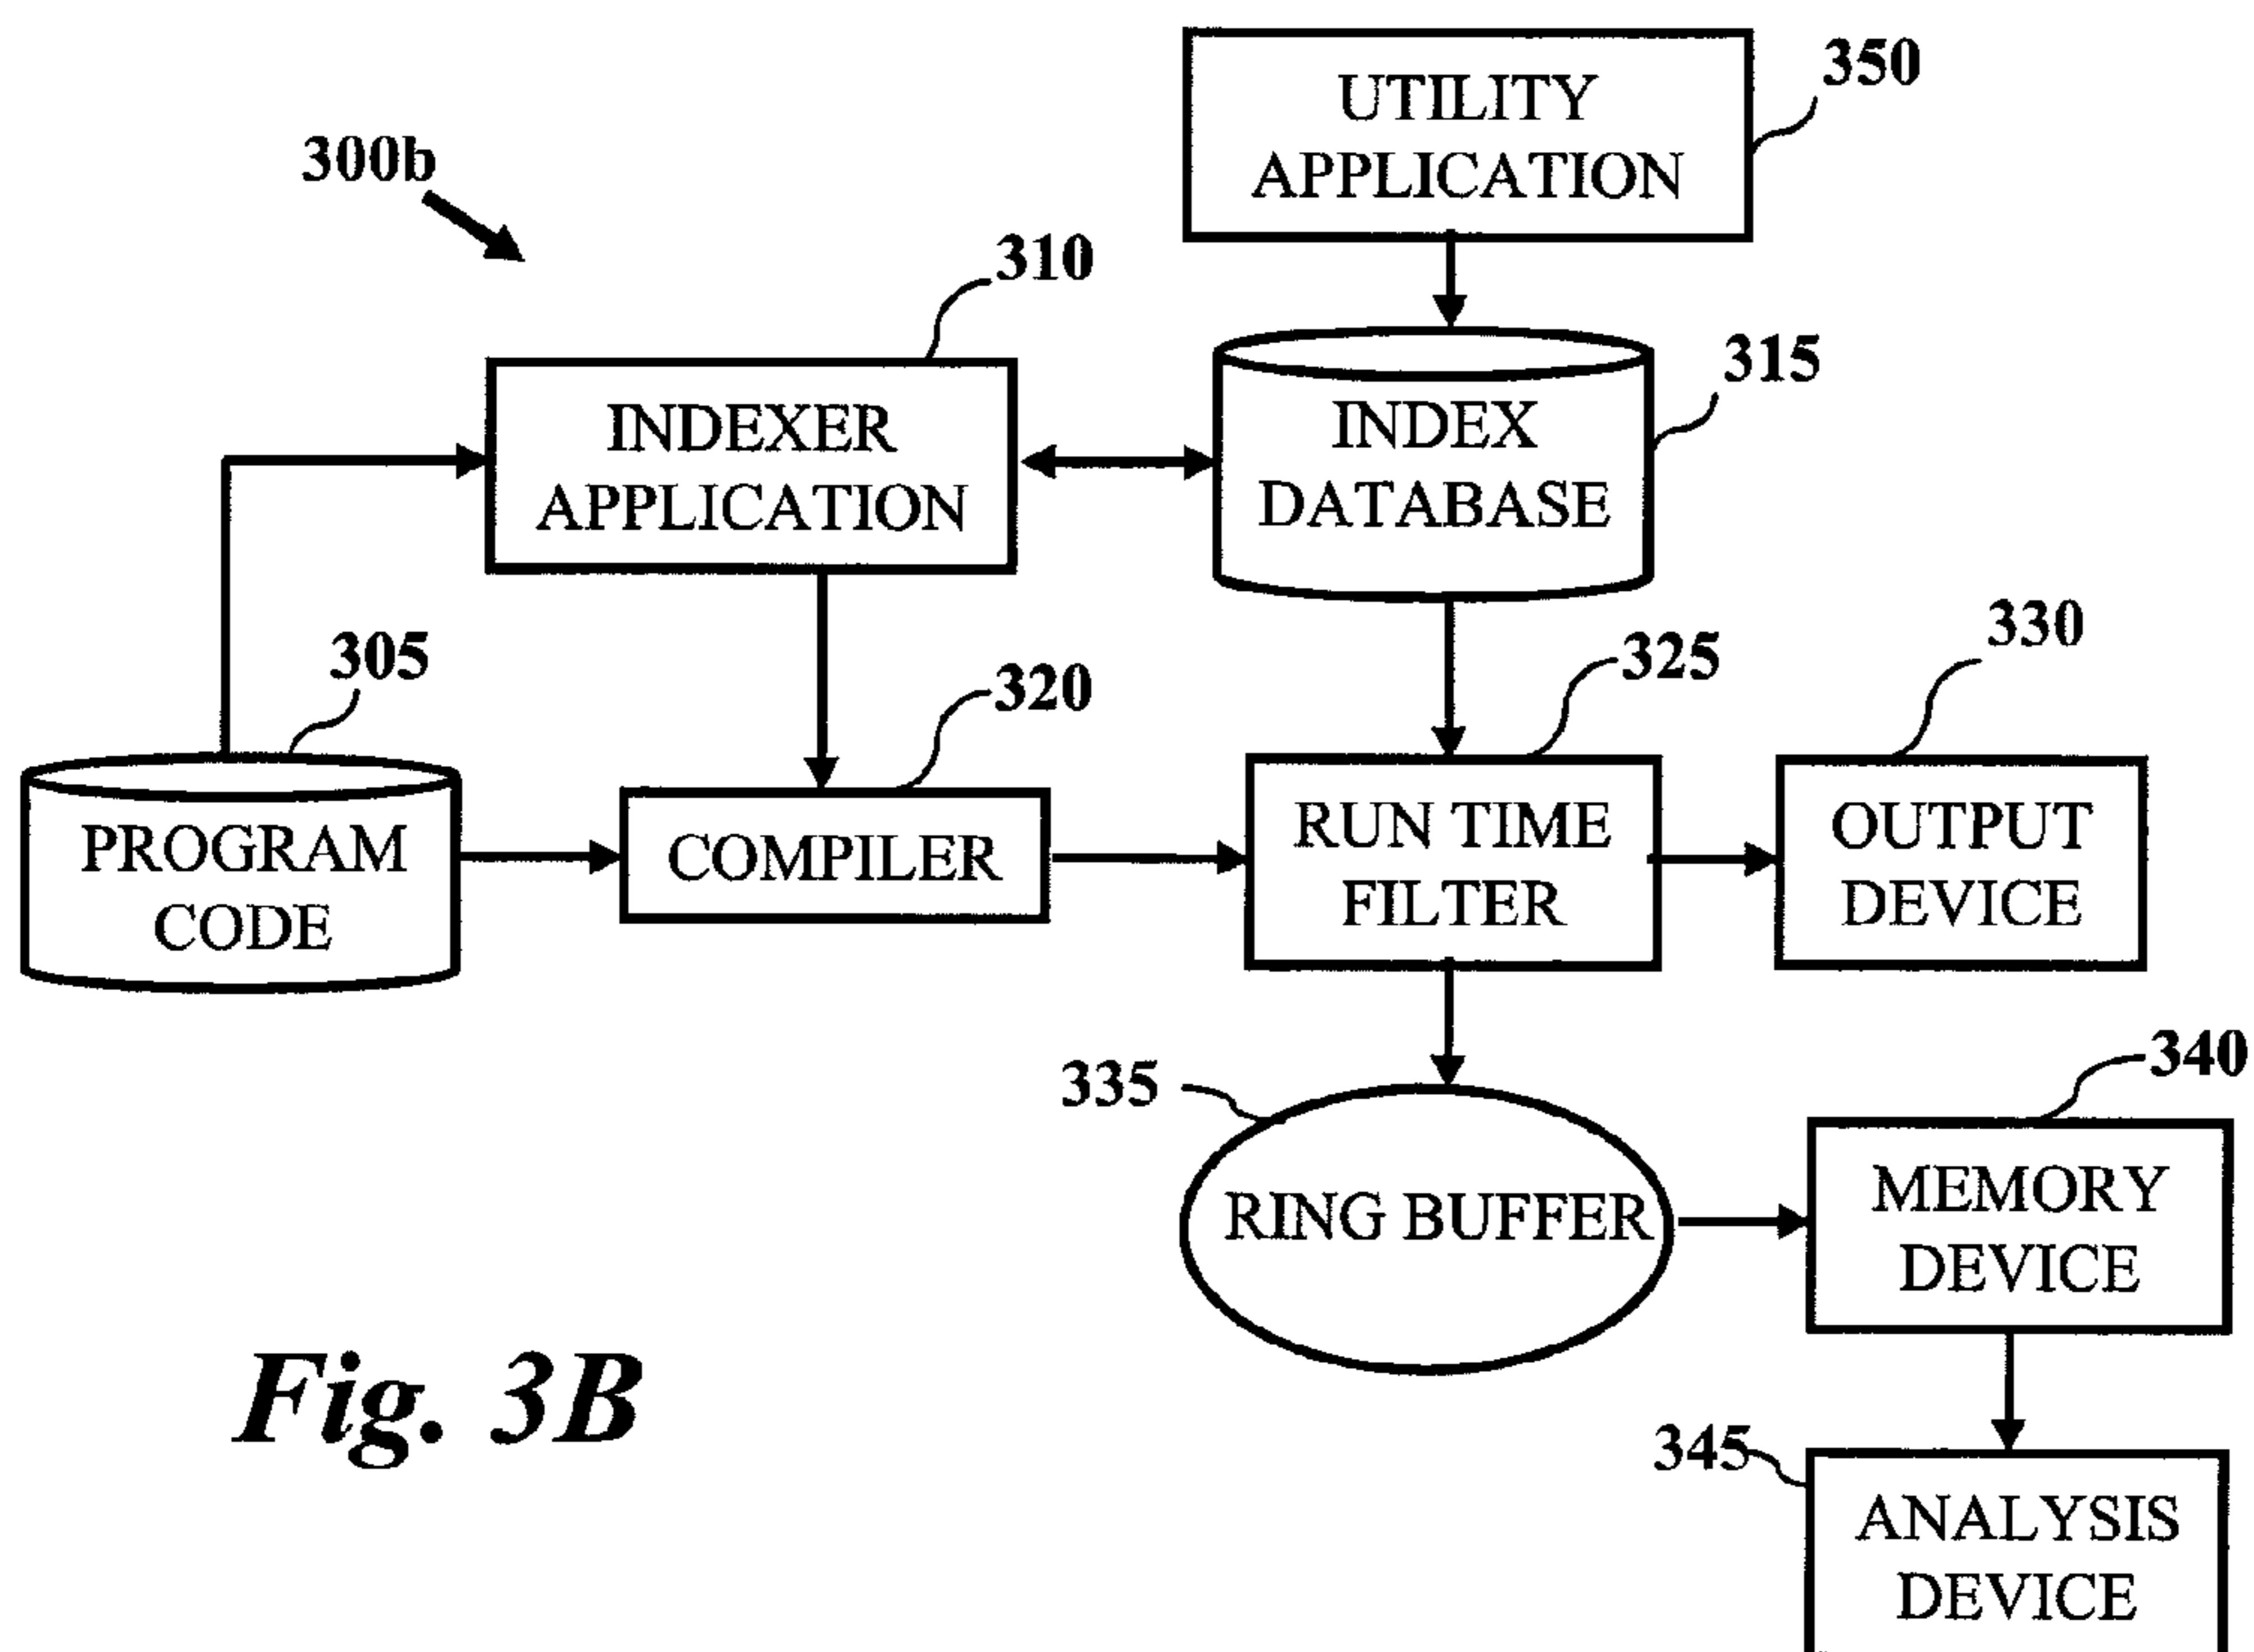 350
UTILITY
APPLICATION
300b
310
315
INDEXER
APPLICATION
INDEX
DATABASE
305
320
325
330
PROGRAM
CODE
COMPILER
RUN TIME
FILTER
OUTPUT
DEVICE
335
340
RING BUFFER
MEMORY
DEVICE
Fig. 3B
345
ANALYSIS
DEVICE